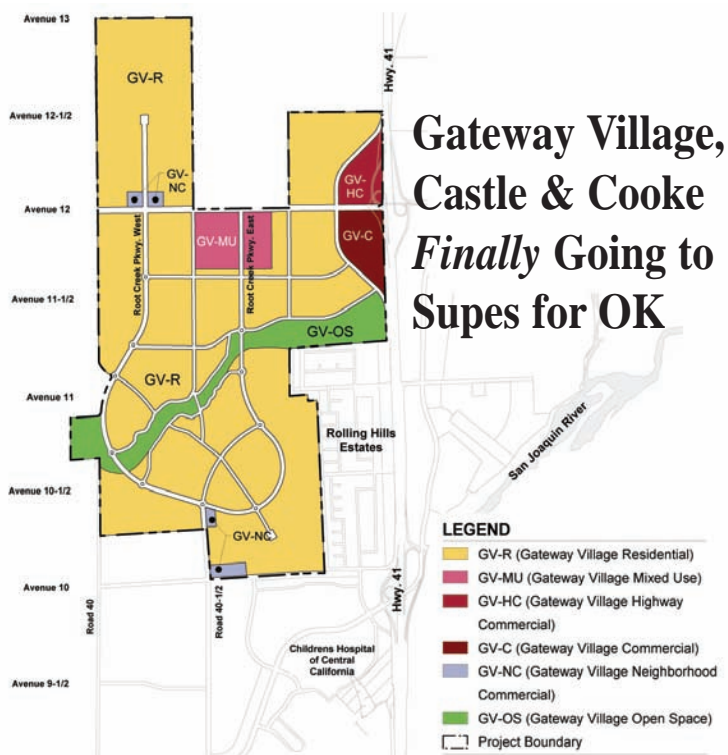 Avenue 13
Avenue 12-1/2
Avenue 12
Avenue 11-1/2
Avenue 11
Avenue 10-1/2
Avenue 10
Avenue 9-1/2
GV-R
GV-
NC
Root Creek Pkwy. West
GV-MU
Root Creek Pkwy. East
GV-
HC
GV-C
Hwy. 41
GV-OS
GV-R
Rolling Hills
Estates
San Joaquin River
GV-NC
Road 40
Road 40-1/2
Hwy. 41
Childrens Hospital
of Central
California
Gateway Village,
Castle & Cooke
Finally Going to
Supes for OK
LEGEND
GV-R (Gateway Village Residential)
GV-MU (Gateway Village Mixed Use)
GV-HC (Gateway Village Highway
Commercial)
GV-C (Gateway Village Commercial)
GV-NC (Gateway Village Neighborhood
Commercial)
GV-OS (Gateway Village Open Space)
Project Boundary